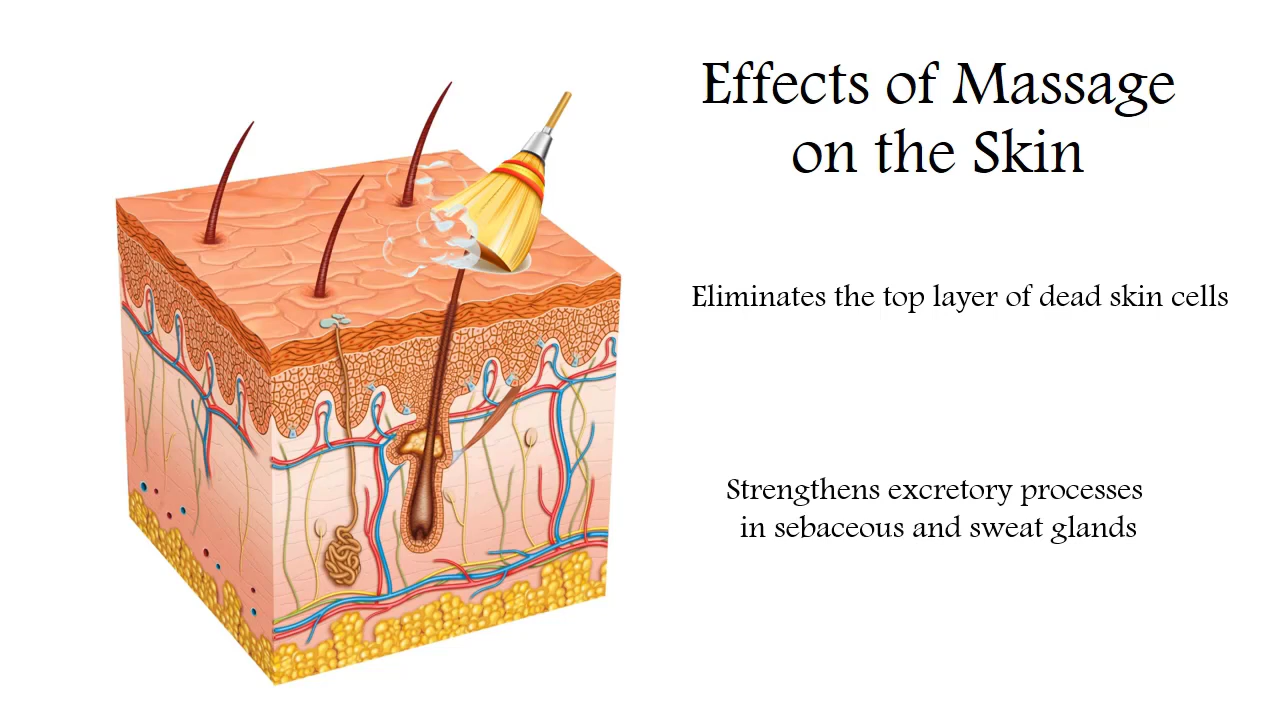 Effects of Massage
on the Skin
Eliminates the top layer of dead skin cells
Strengthens excretory processes
in sebaceous and sweat glands